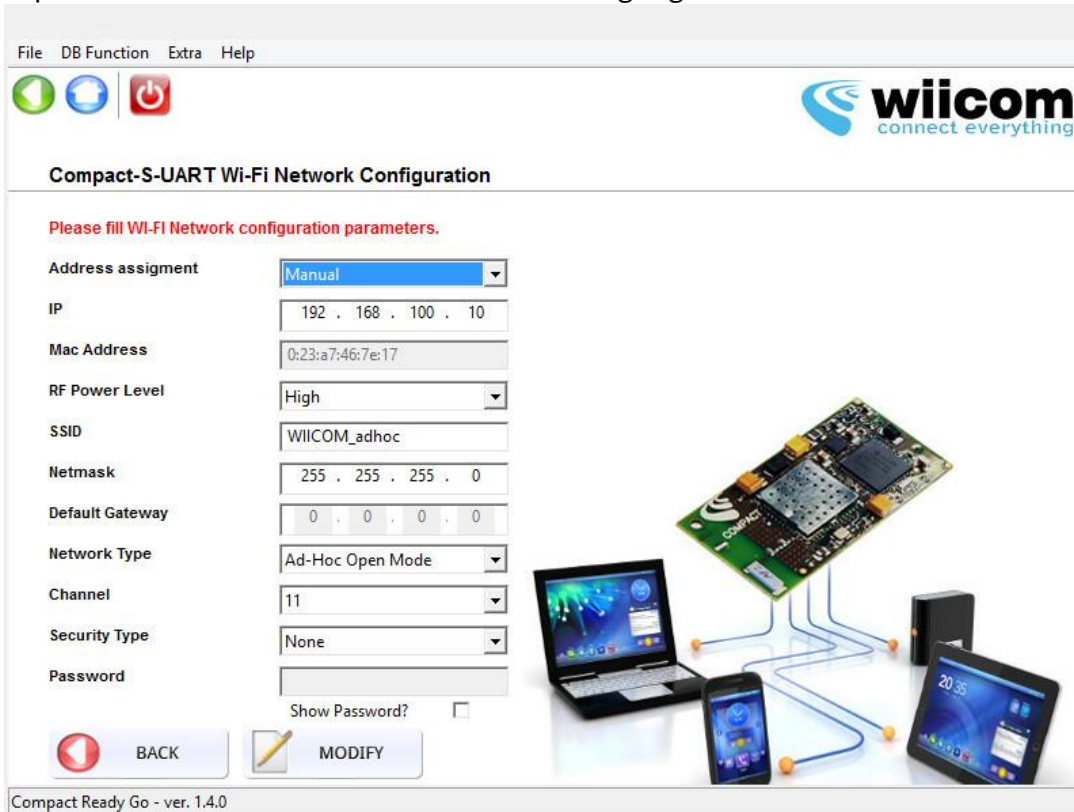 File DB Function Extra Help
wiicom
connect everything
Compact-S-UART Wi-Fi Network Configuration
Please fill WI-FI Network configuration parameters.
Address assigment Manual
IP 192 . 168 . 100 . 10
Mac Address 0:23:a7:46:7e:17
RF Power Level High
SSID WIICOM_adhoc
Netmask 255 . 255 . 255 . 0
Default Gateway 0 . 0 . 0 . 0
Network Type Ad-Hoc Open Mode
Channel 11
Security Type None
Password
Show Password?
BACK MODIFY
COMPACT
20 35
Compact Ready Go - ver. 1.4.0